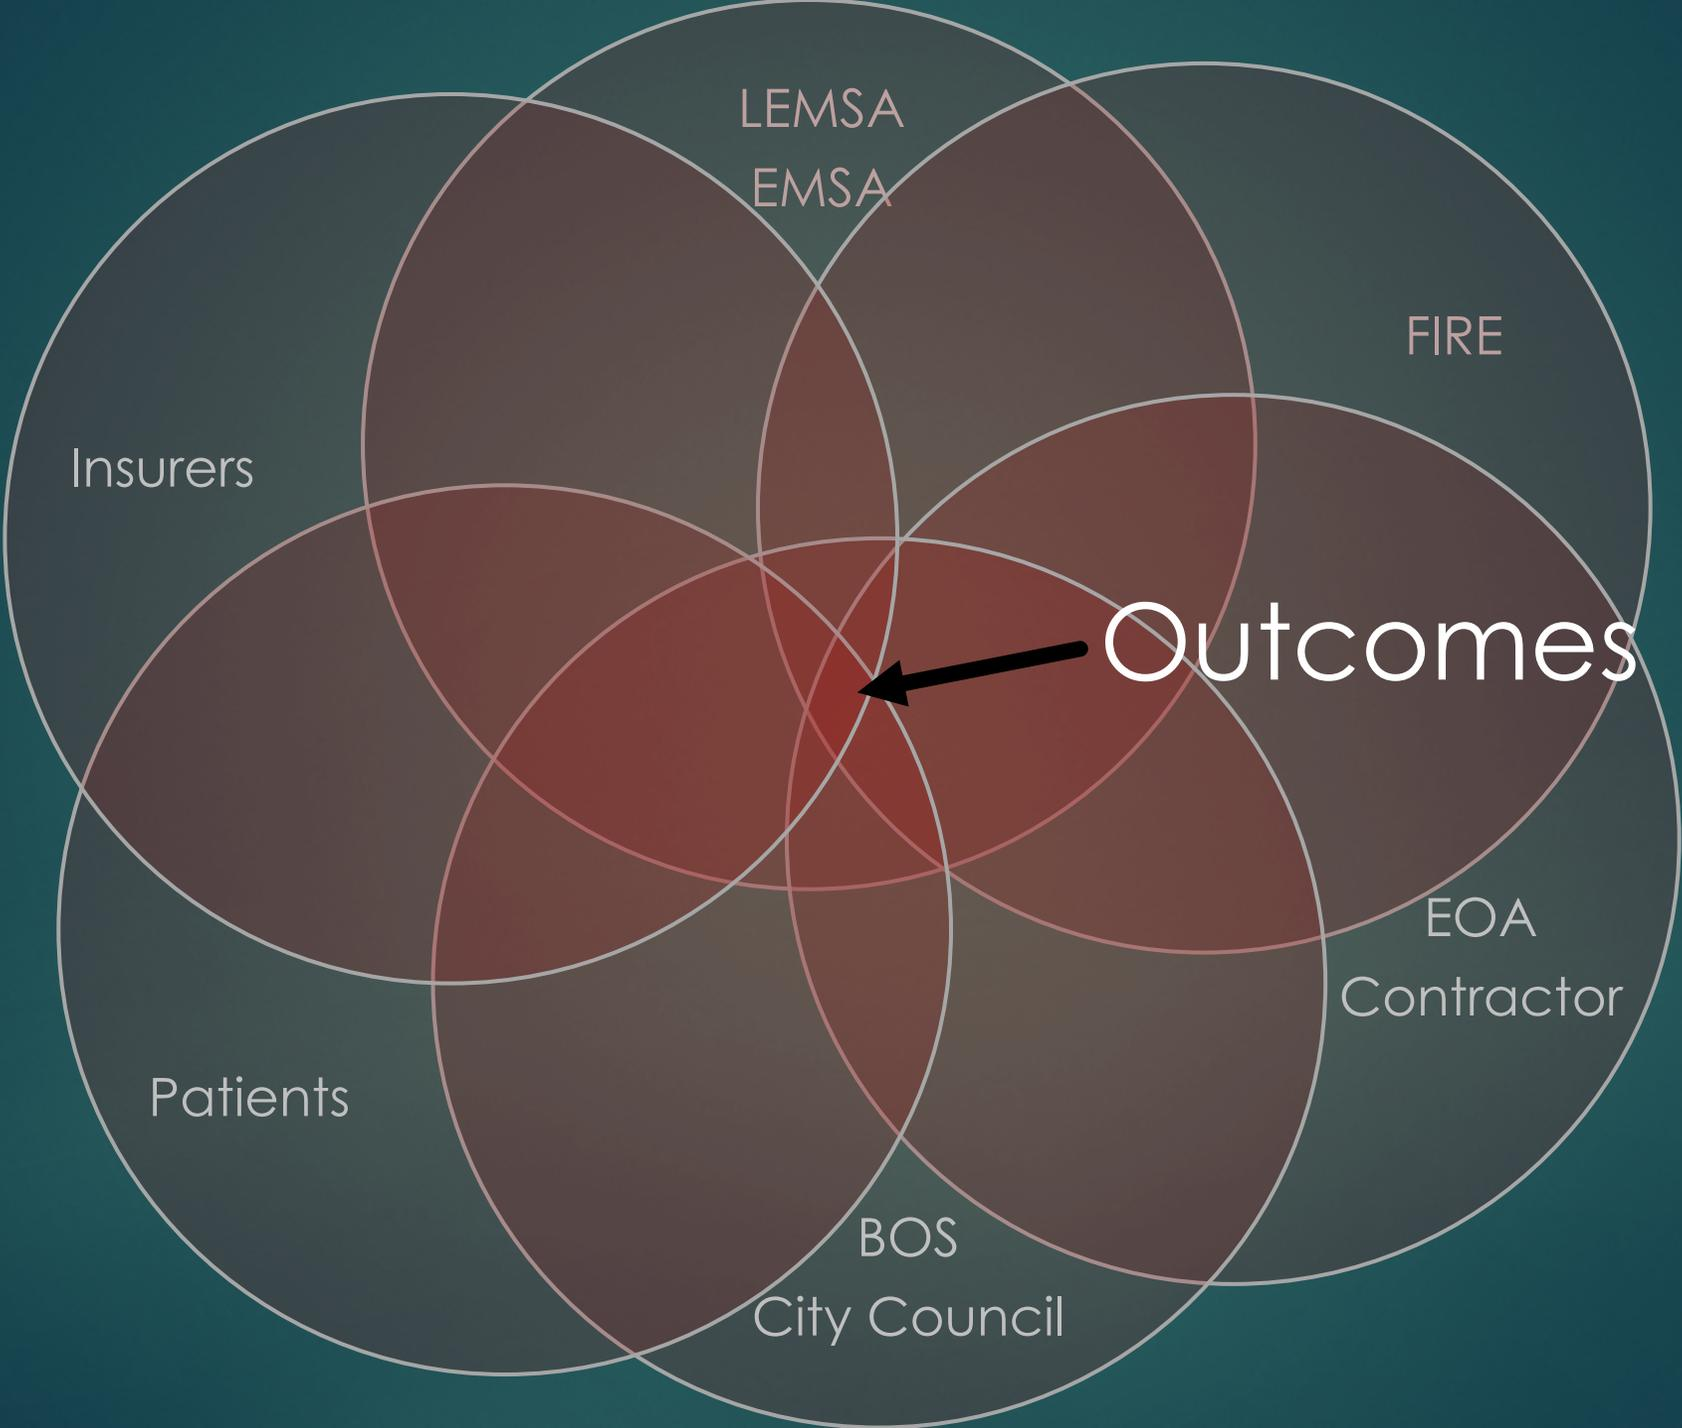 LEMSA
EMSA
FIRE
Insurers
Outcomes
EOA
Contractor
Patients
BOS
City Council